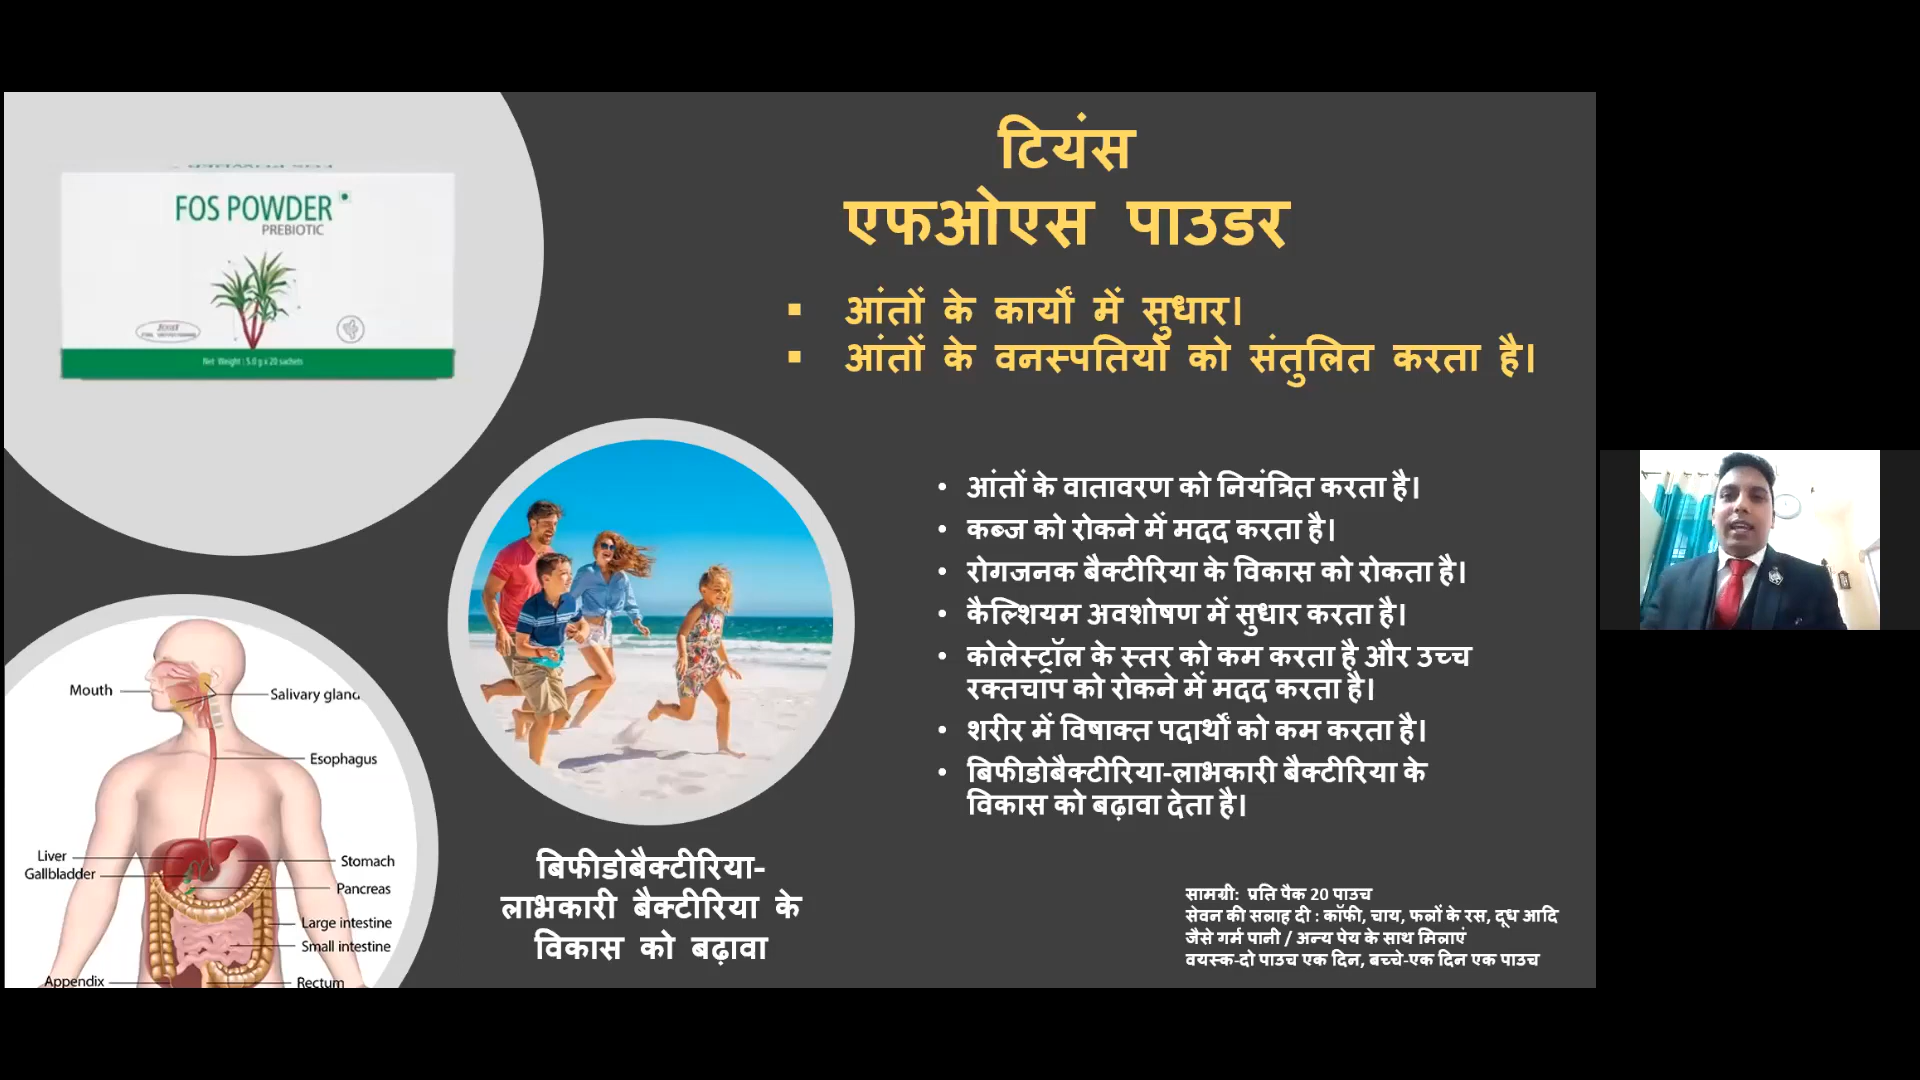 टियंस
एफओएस पाउडर
▪ आंतों के कार्यों में सुधार।
▪ आंतों के वनस्पतियों को संतुलित करता है।
FOS POWDER
PREBIOTIC
Net Weight : 5.0 g x 20 sachets
• आंतों के वातावरण को नियंत्रित करता है।
• कब्ज को रोकने में मदद करता है।
• रोगजनक बैक्टीरिया के विकास को रोकता है।
• कैल्शियम अवशोषण में सुधार करता है।
• कोलेस्ट्रॉल के स्तर को कम करता है और उच्च
रक्तचाप को रोकने में मदद करता है।
• शरीर में विषाक्त पदार्थों को कम करता है।
• बिफीडोबैक्टीरिया-लाभकारी बैक्टीरिया के
विकास को बढ़ावा देता है।
Mouth
Salivary gland
Esophagus
Liver
Gallbladder
Stomach
Pancreas
Large intestine
Small intestine
Appendix
Rectum
बिफीडोबैक्टीरिया-
लाभकारी बैक्टीरिया के
विकास को बढ़ावा
सामग्री: प्रति पैक 20 पाउच
सेवन की सलाह दी : कॉफी, चाय, फलों के रस, दूध आदि
जैसे गर्म पानी / अन्य पेय के साथ मिलाएं
वयस्क-दो पाउच एक दिन, बच्चे-एक दिन एक पाउच